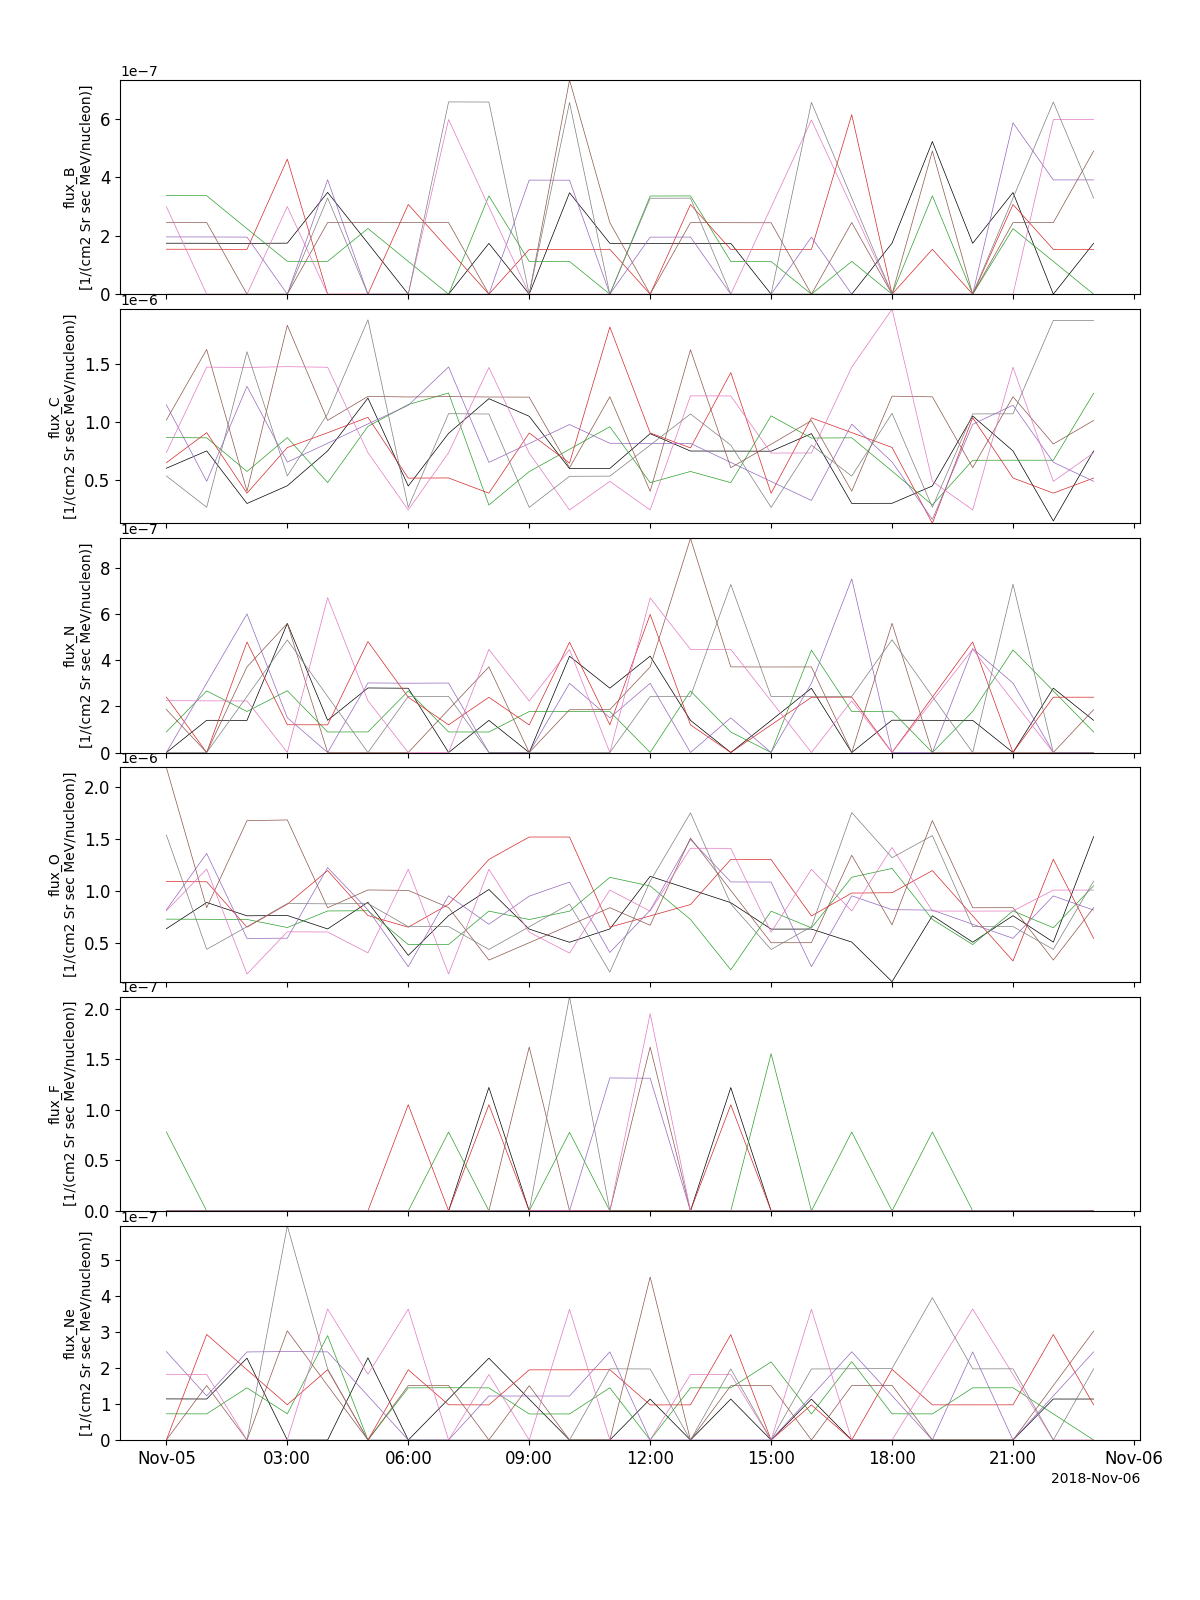 1e−7
6
4
2
0
flux_B
[1/(cm2 Sr sec MeV/nucleon)]
1e−6
1.5
1.0
0.5
flux_C
[1/(cm2 Sr sec MeV/nucleon)]
1e−7
8
6
4
2
0
flux_N
[1/(cm2 Sr sec MeV/nucleon)]
1e−6
2.0
1.5
1.0
0.5
flux_O
[1/(cm2 Sr sec MeV/nucleon)]
1e−7
2.0
1.5
1.0
0.5
0.0
flux_F
[1/(cm2 Sr sec MeV/nucleon)]
1e−7
5
4
3
2
1
0
flux_Ne
[1/(cm2 Sr sec MeV/nucleon)]
Nov-05 03:00 06:00 09:00 12:00 15:00 18:00 21:00 Nov-06
2018-Nov-06